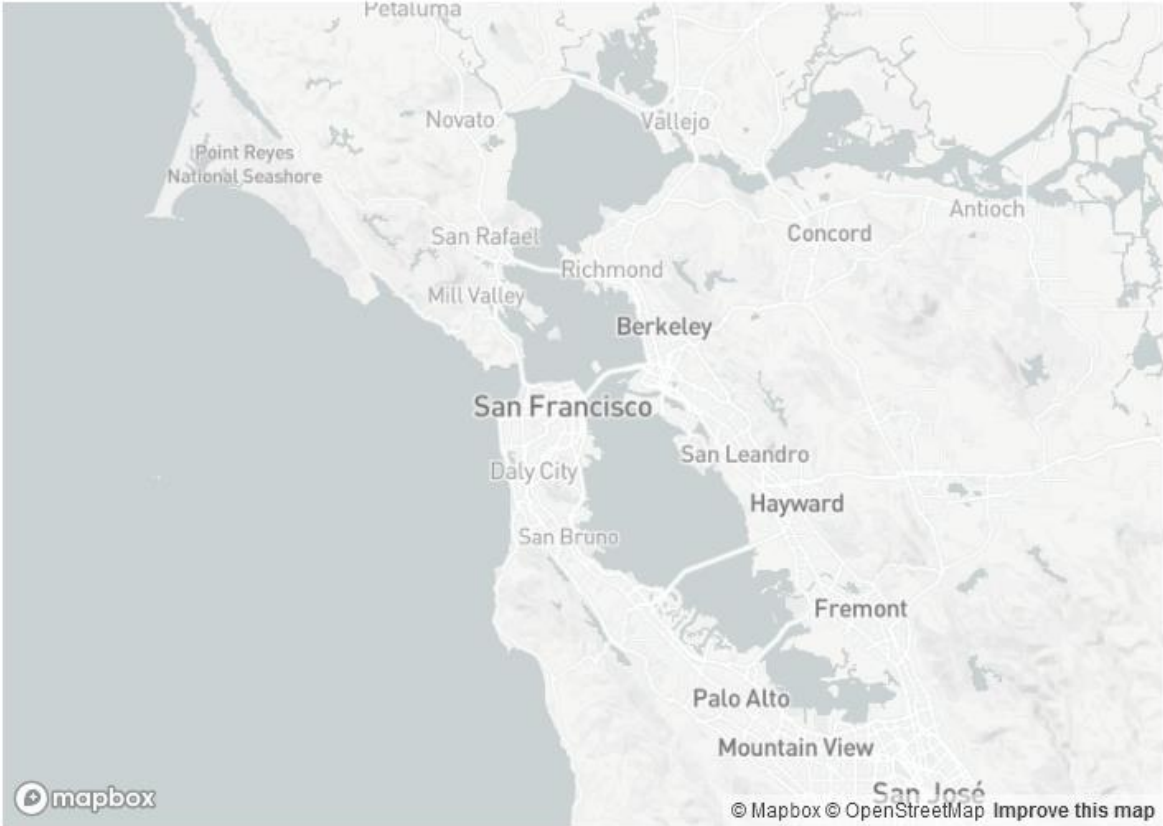 Petaluma
Novato
Vallejo
Point Reyes
National Seashore
Antioch
San Rafael
Concord
Richmond
Mill Valley
Berkeley
San Francisco
San Leandro
Daly City
Hayward
San Bruno
Fremont
Palo Alto
Mountain View
San José
mapbox
© Mapbox © OpenStreetMap Improve this map